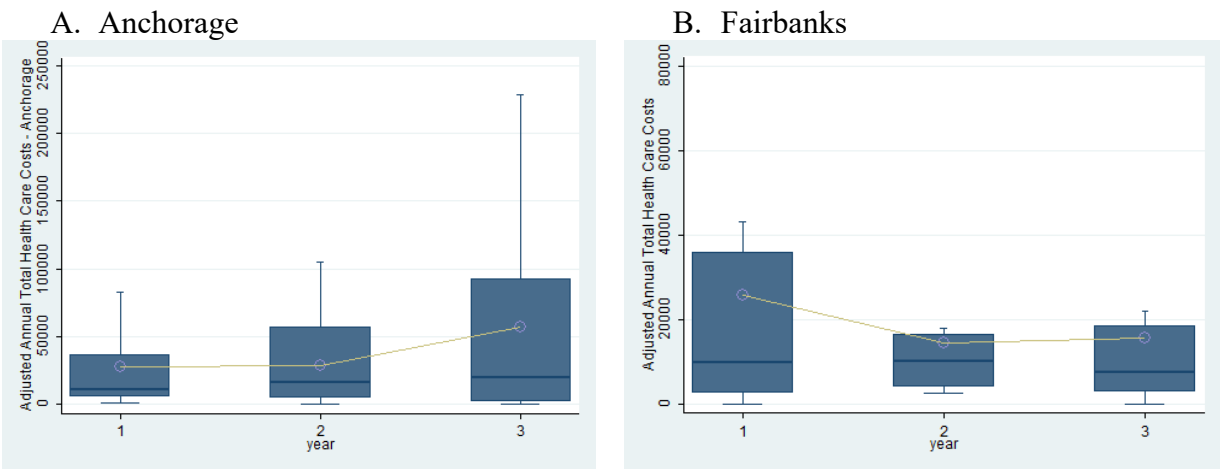 A. Anchorage
Adjusted Annual Total Health Care Costs - Anchorage
250000
200000
150000
100000
50000
0
1
2
3
year
B. Fairbanks
Adjusted Annual Total Health Care Costs
80000
60000
40000
20000
0
1
2
3
year